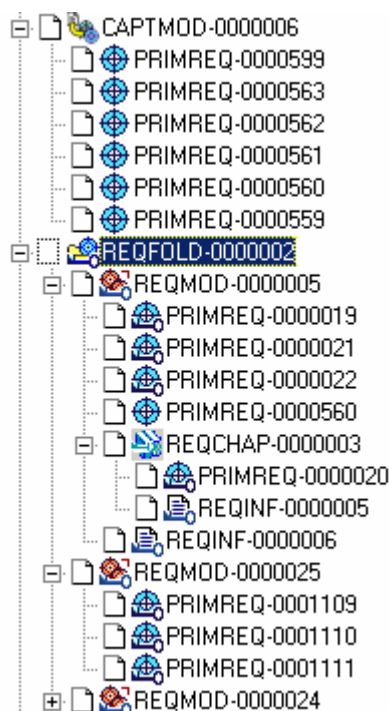 CAPTMOD-0000006
PRIMREQ-0000599
PRIMREQ-0000563
PRIMREQ-0000562
PRIMREQ-0000561
PRIMREQ-0000560
PRIMREQ-0000559
REQFOLD-0000002
REQMOD-0000005
PRIMREQ-0000019
PRIMREQ-0000021
PRIMREQ-0000022
PRIMREQ-0000560
REQCHAP-0000003
PRIMREQ-0000020
REQINF-0000005
REQINF-0000006
REQMOD-0000025
PRIMREQ-0001109
PRIMREQ-0001110
PRIMREQ-0001111
REQMOD-0000024